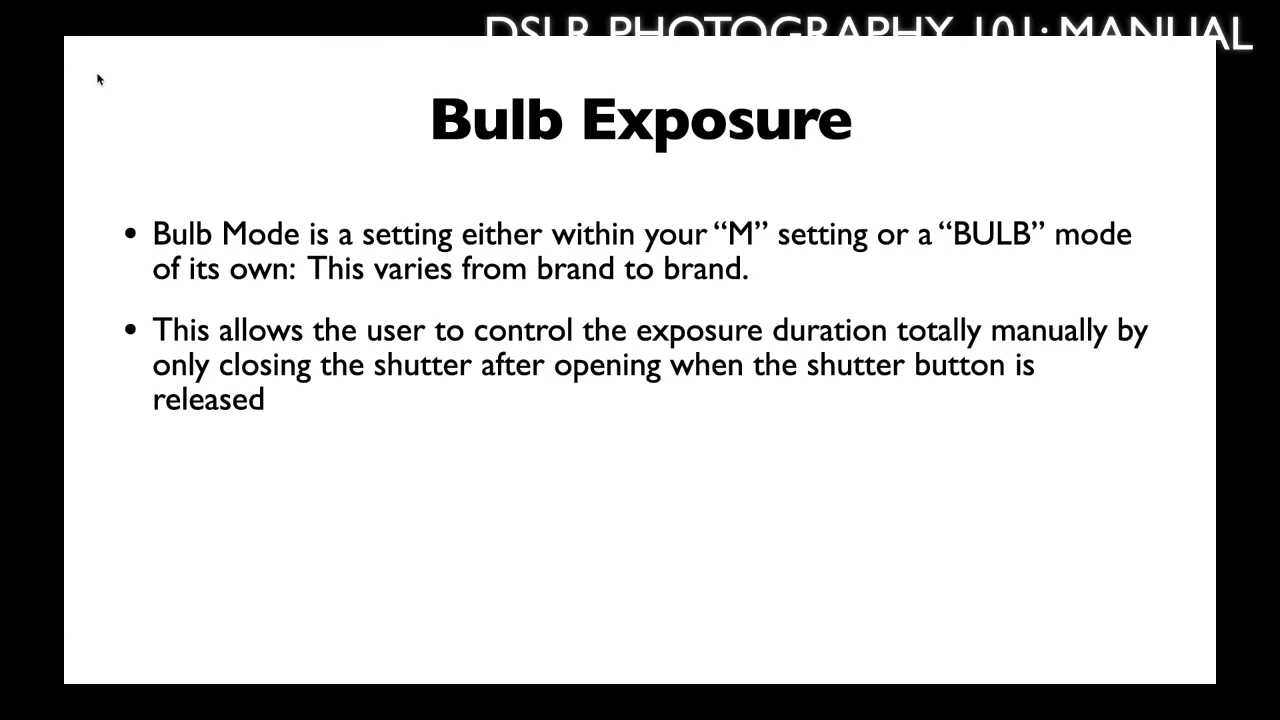 DSLR PHOTOGRAPHY 101: MANUAL
Bulb Exposure
• Bulb Mode is a setting either within your “M” setting or a “BULB” mode
of its own: This varies from brand to brand.
• This allows the user to control the exposure duration totally manually by
only closing the shutter after opening when the shutter button is
released